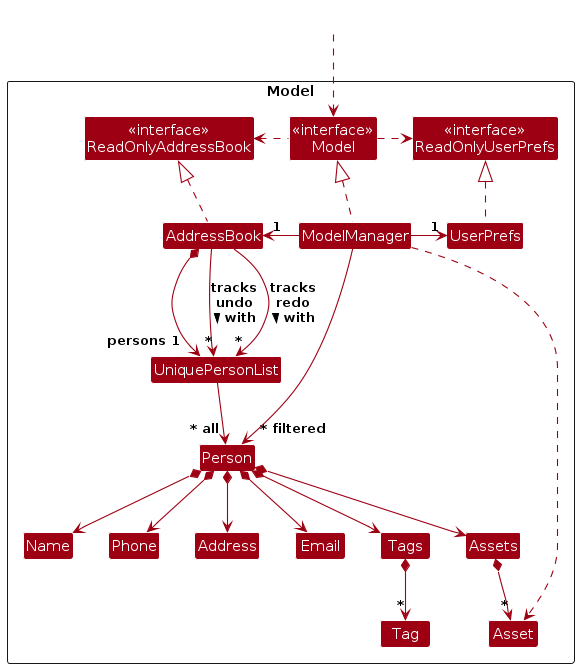 Model
«interface»
ReadOnlyAddressBook
«interface»
Model
«interface»
ReadOnlyUserPrefs
AddressBook
1
ModelManager
1
UserPrefs
tracks
undo
▼ with
tracks
redo
▼ with
persons 1
*
*
UniquePersonList
* all
* filtered
Person
Name
Phone
Address
Email
Tags
Assets
*
*
Tag
Asset